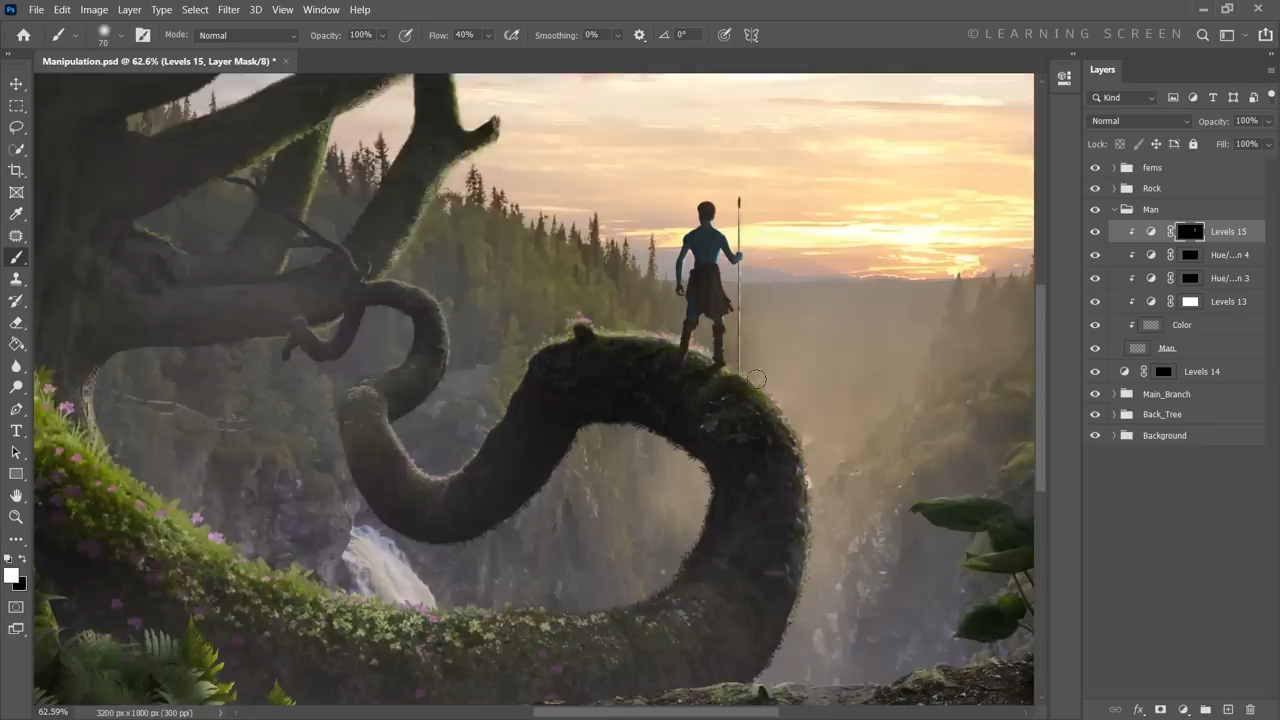 Ps File Edit Image Layer Type Select Filter 3D View Window Help
70 Mode: Normal Opacity: 100% Flow: 40% Smoothing: 0% 0° © LEARNING SCREEN
Manipulation.psd @ 62.6% (Levels 15, Layer Mask/8) *
Layers
Kind
Normal Opacity: 100%
Lock: Fill: 100%
ferns
Rock
Man
Levels 15
Hue/...n 4
Hue/...n 3
Levels 13
Color
Man
Levels 14
Main_Branch
Back_Tree
Background
62.59% 3200 px x 1800 px (300 ppi)